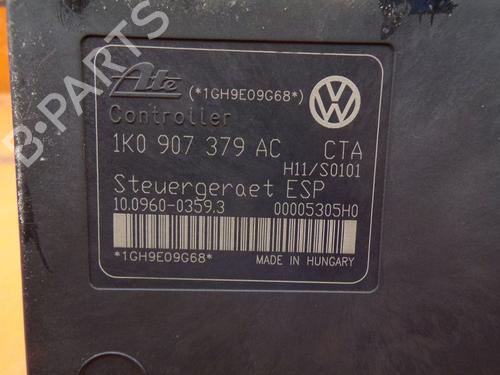 Ate (*1GH9E09G68*)
Controller
1K0 907 379 AC CTA
H11/S0101
Steuergeraet ESP
10.0960-0359.3 00005305H0
*1GH9E09G68* MADE IN HUNGARY
B-PARTS